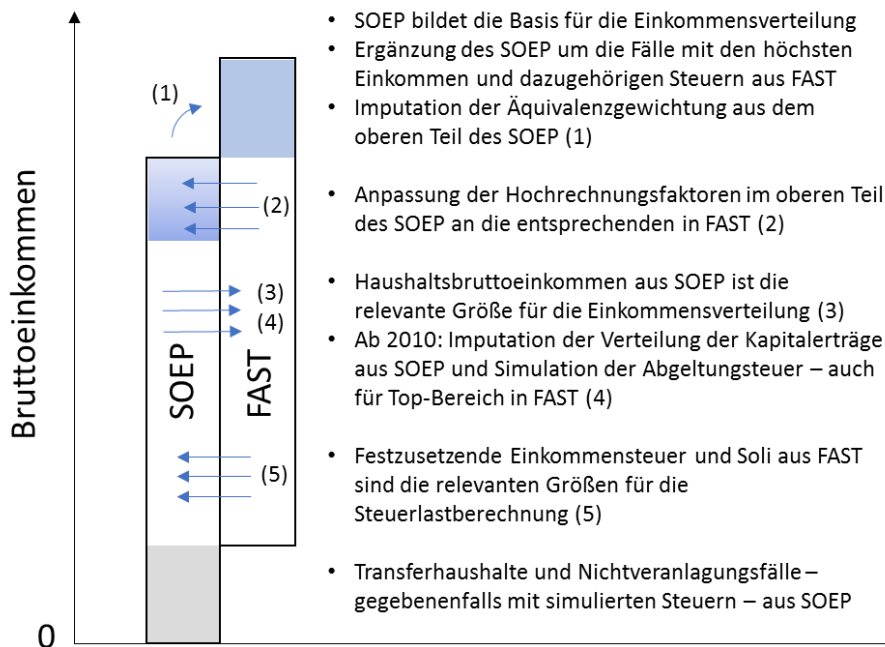 • SOEP bildet die Basis für die Einkommensverteilung
• Ergänzung des SOEP um die Fälle mit den höchsten
Einkommen und dazugehörigen Steuern aus FAST
• Imputation der Äquivalenzgewichtung aus dem
oberen Teil des SOEP (1)
• Anpassung der Hochrechnungsfaktoren im oberen Teil
des SOEP an die entsprechenden in FAST (2)
• Haushaltsbruttoeinkommen aus SOEP ist die
relevante Größe für die Einkommensverteilung (3)
• Ab 2010: Imputation der Verteilung der Kapitalerträge
aus SOEP und Simulation der Abgeltungsteuer – auch
für Top-Bereich in FAST (4)
• Festzusetzende Einkommensteuer und Soli aus FAST
sind die relevanten Größen für die
Steuerlastberechnung (5)
• Transferhaushalte und Nichtveranlagungsfälle –
gegebenenfalls mit simulierten Steuern – aus SOEP
Bruttoeinkommen
0
SOEP
FAST
(1)
(2)
(3)
(4)
(5)